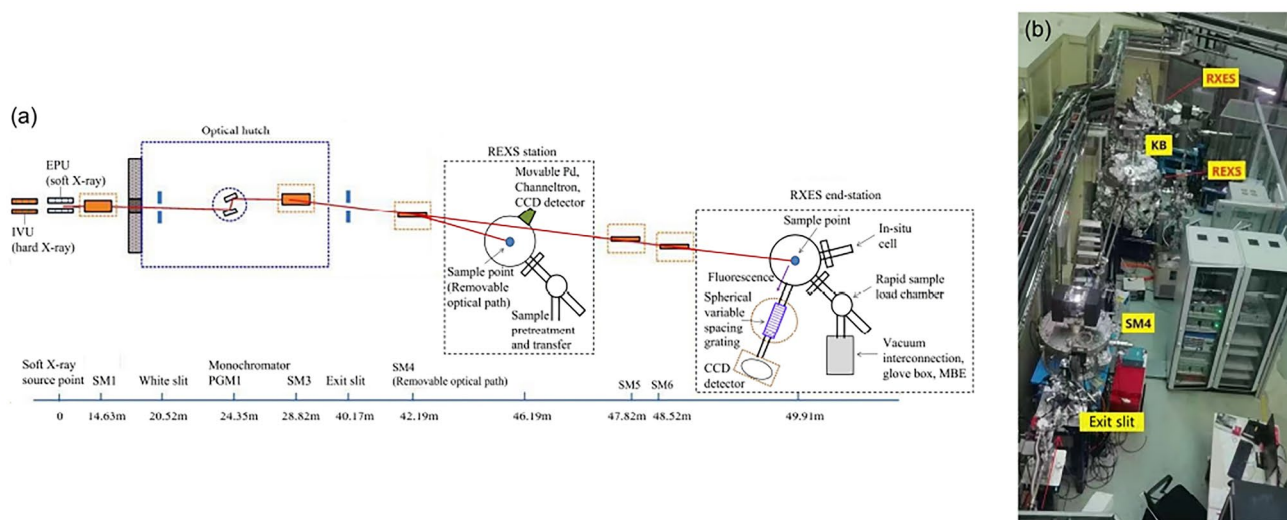 (a)
Optical hutch
EPU
(soft X-ray)
IVU
(hard X-ray)
REXS station
Movable Pd,
Channeltron,
CCD detector
Sample point
(Removable
optical path)
Sample
pretreatment
and transfer
RXES end-station
Sample point
In-situ
cell
Fluorescence
Rapid sample
load chamber
Spherical
variable
spacing
grating
CCD
detector
Vacuum
interconnection,
glove box, MBE
Soft X-ray
source point
SM1
White slit
Monochromator
PGM1
SM3
Exit slit
SM4
(Removable optical path)
SM5
SM6
0
14.63m
20.52m
24.35m
28.82m
40.17m
42.19m
46.19m
47.82m
48.52m
49.91m
(b)
RXES
KB
REXS
SM4
Exit slit